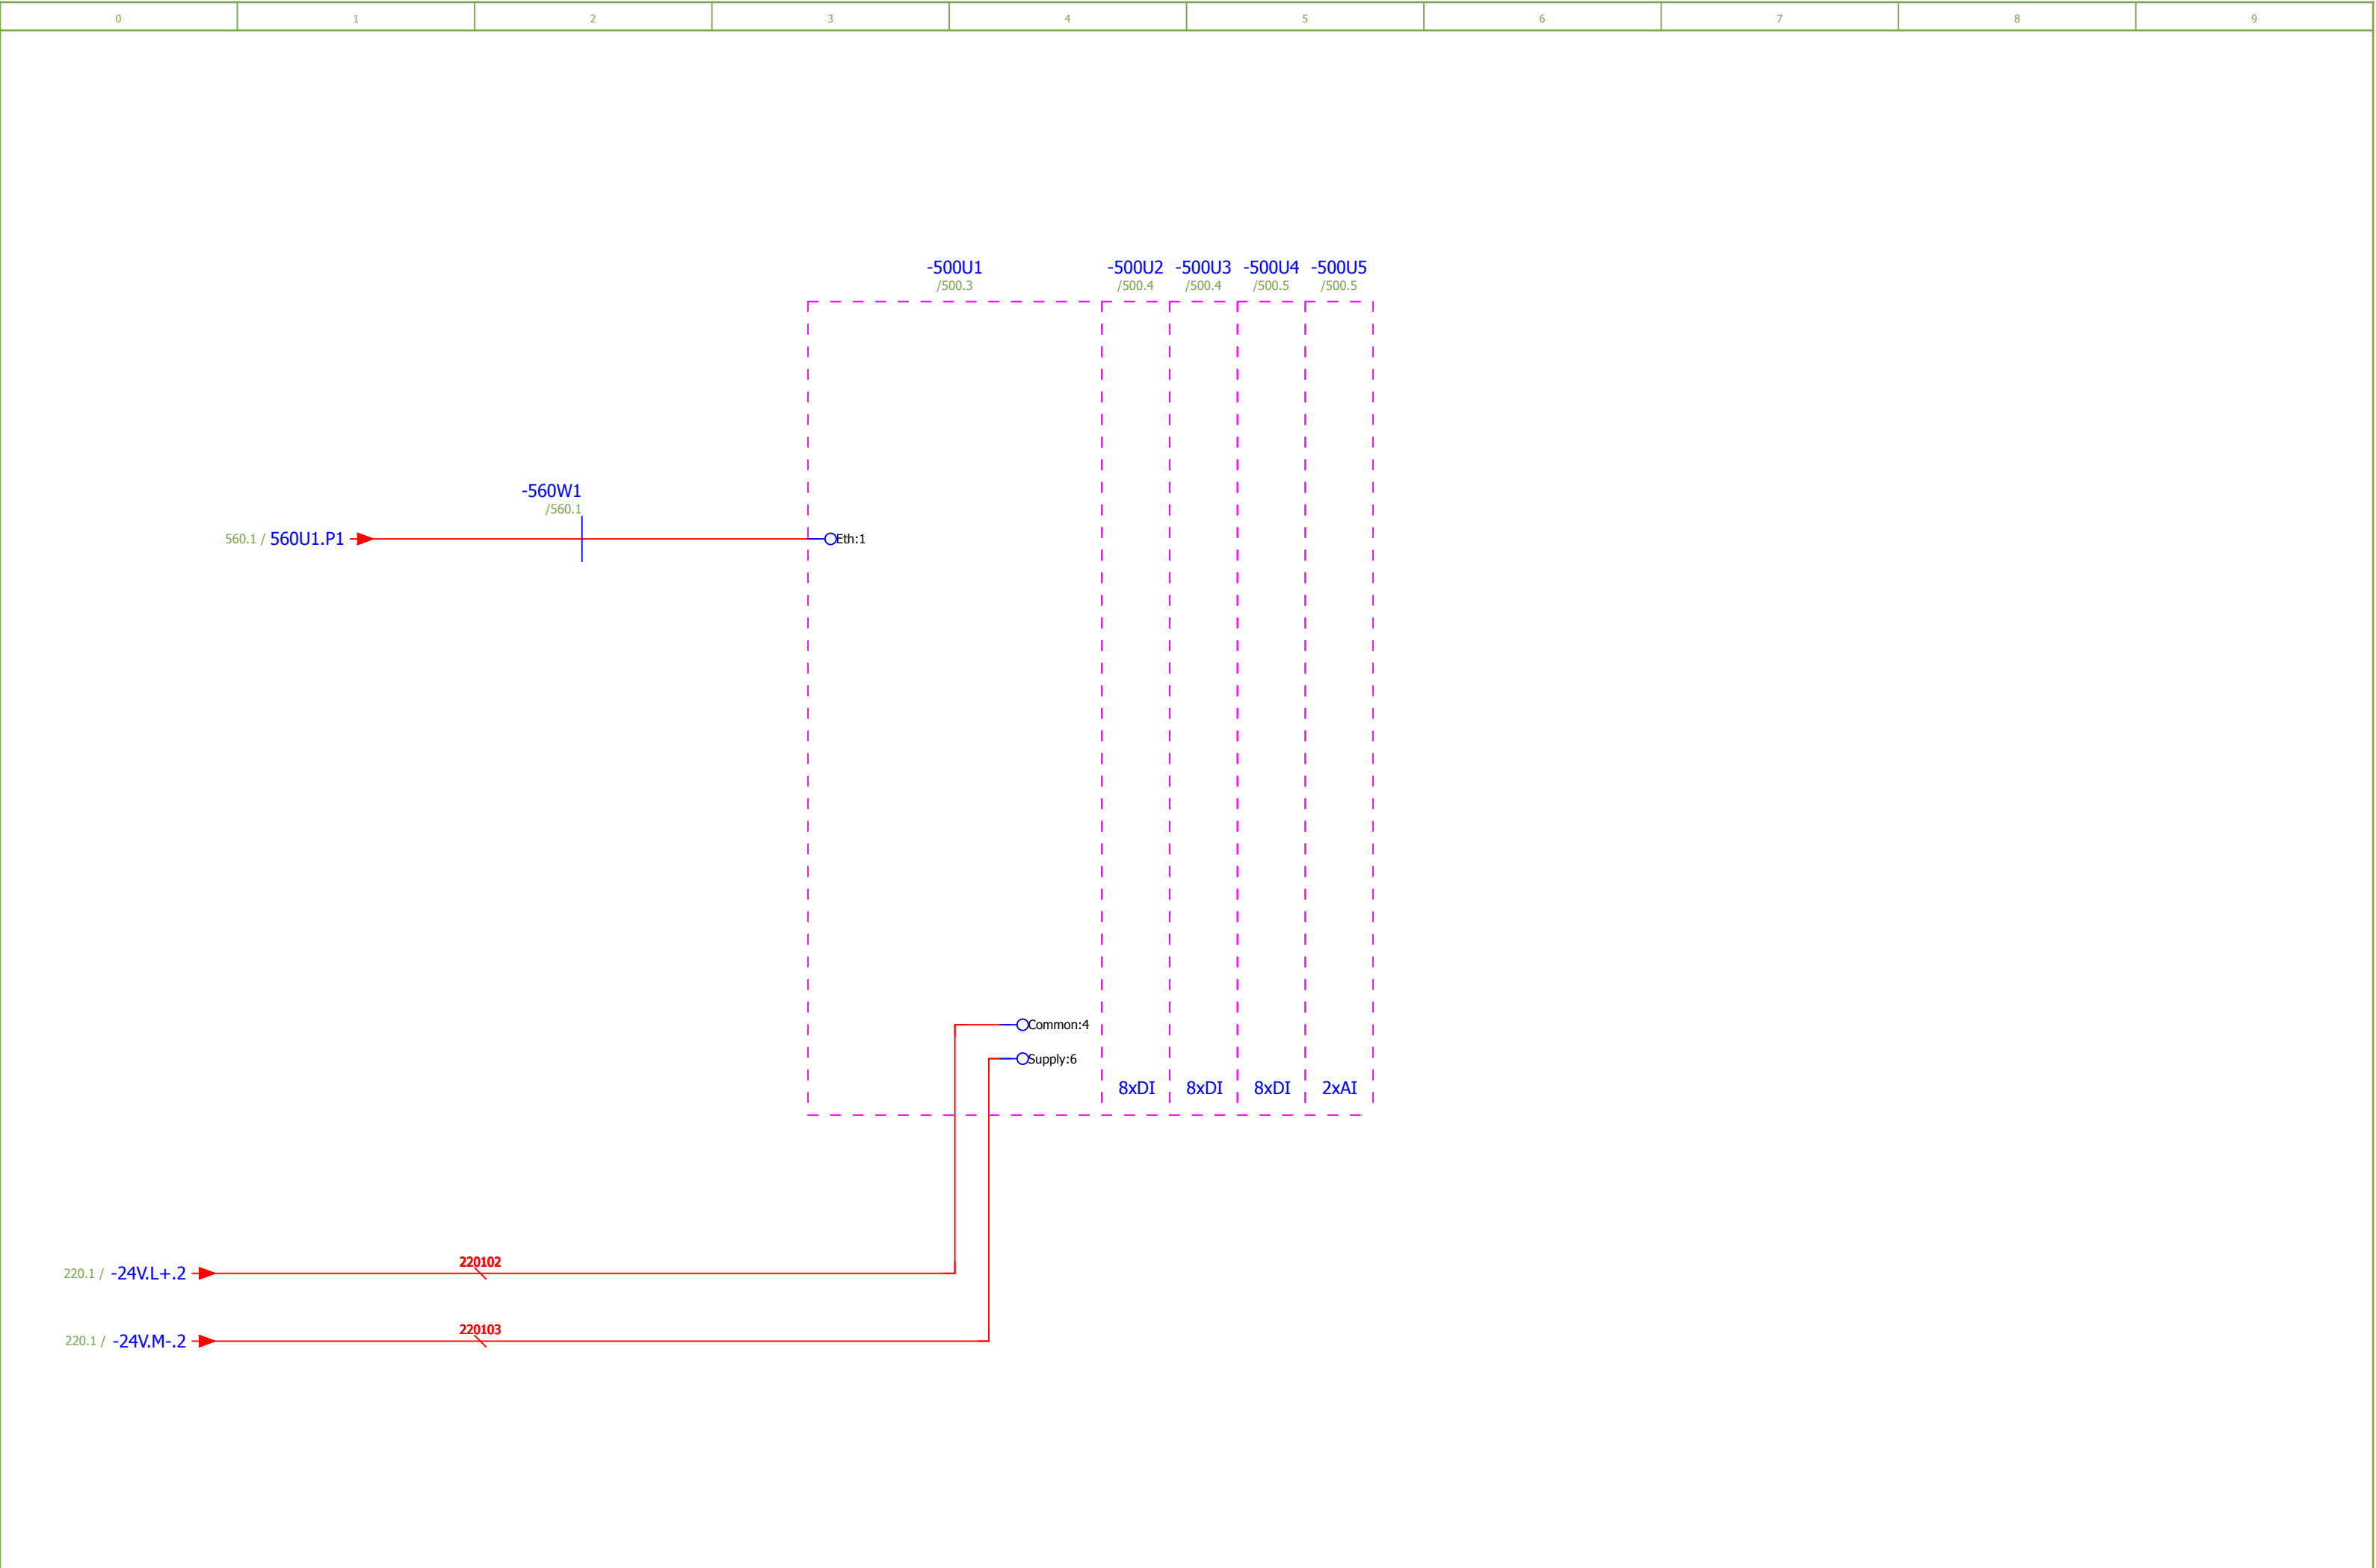 0 1 2 3 4 5 6 7 8 9
-500U1 -500U2 -500U3 -500U4 -500U5
/500.3 /500.4 /500.4 /500.5 /500.5
-560W1
/560.1
560.1 / 560U1.P1 Eth:1
Common:4
Supply:6
8xDI 8xDI 8xDI 2xAI
220102
220.1 / -24V.L+.2
220103
220.1 / -24V.M-.2